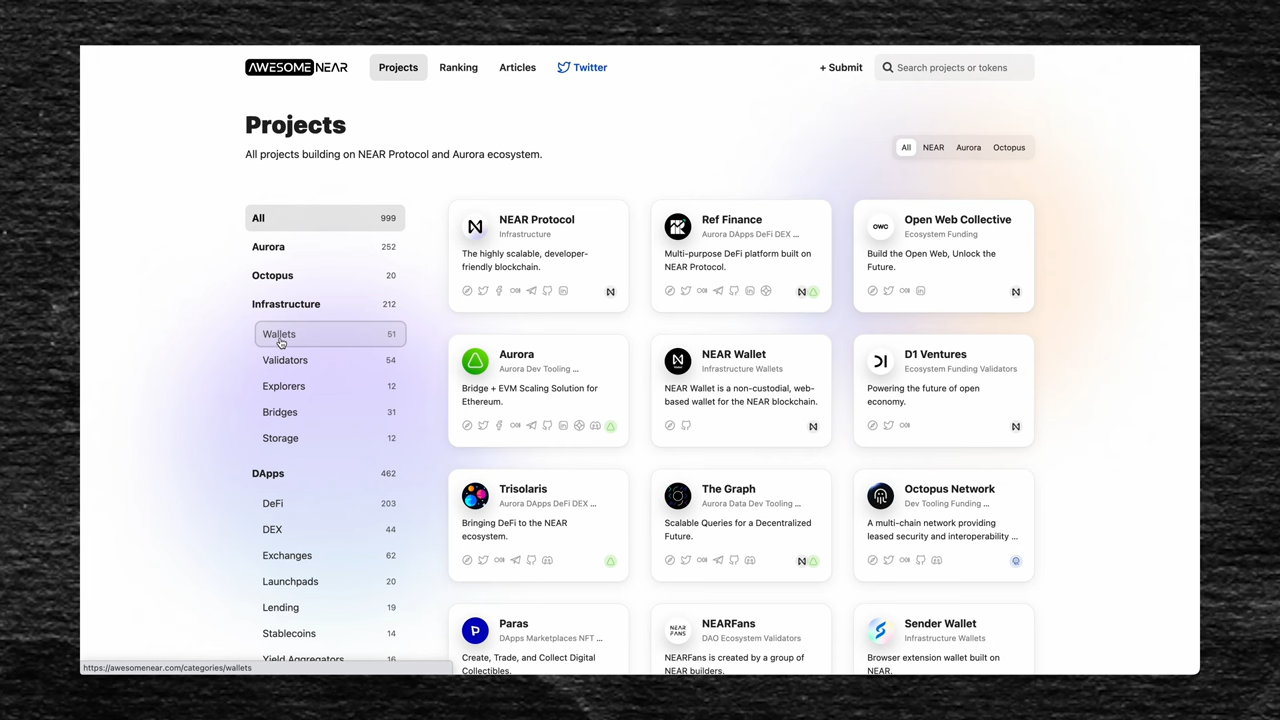 AWESOMENEAR
Projects
Ranking
Articles
Twitter
+ Submit
Search projects or tokens
Projects
All projects building on NEAR Protocol and Aurora ecosystem.
All
NEAR
Aurora
Octopus
All 999
Aurora 252
Octopus 20
Infrastructure 212
Wallets 51
Validators 54
Explorers 12
Bridges 31
Storage 12
DApps 462
DeFi 203
DEX 44
Exchanges 62
Launchpads 20
Lending 19
Stablecoins 14
Yield Aggregators 16
NEAR Protocol
Infrastructure
The highly scalable, developer-
friendly blockchain.
Ref Finance
Aurora DApps DeFi DEX ...
Multi-purpose DeFi platform built on
NEAR Protocol.
OWC
Open Web Collective
Ecosystem Funding
Build the Open Web, Unlock the
Future.
Aurora
Aurora Dev Tooling ...
Bridge + EVM Scaling Solution for
Ethereum.
NEAR Wallet
Infrastructure Wallets
NEAR Wallet is a non-custodial, web-
based wallet for the NEAR blockchain.
D1 Ventures
Ecosystem Funding Validators
Powering the future of open
economy.
Trisolaris
Aurora DApps DeFi DEX ...
Bringing DeFi to the NEAR
ecosystem.
The Graph
Aurora Data Dev Tooling ...
Scalable Queries for a Decentralized
Future.
Octopus Network
Dev Tooling Funding ...
A multi-chain network providing
leased security and interoperability ...
Paras
DApps Marketplaces NFT ...
Create, Trade, and Collect Digital
Collectibles.
NEAR
FANS
NEARFans
DAO Ecosystem Validators
NEARFans is created by a group of
NEAR builders.
Sender Wallet
Infrastructure Wallets
Browser extension wallet built on
NEAR.
https://awesomenear.com/categories/wallets